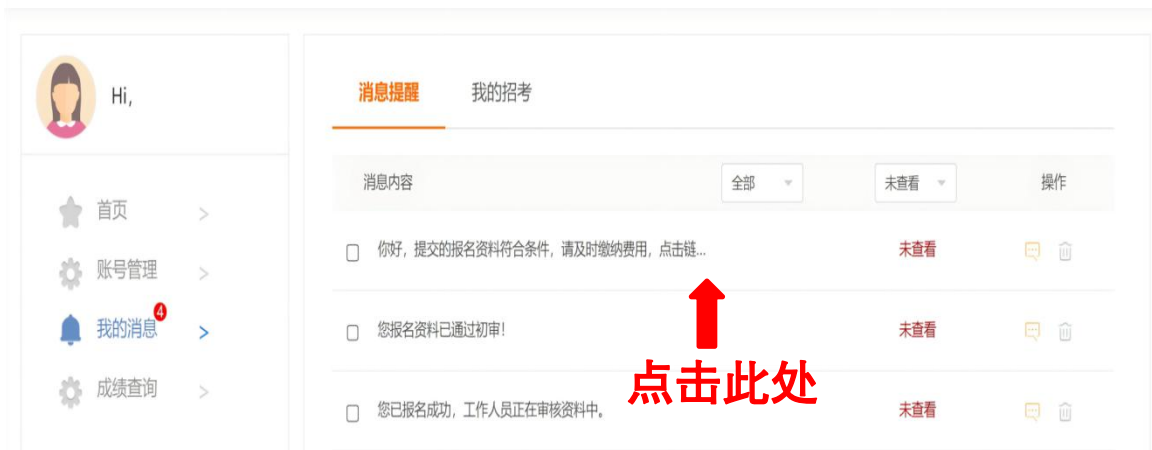 Hi,
消息提醒 我的招考
消息内容 全部 未查看 操作
首页 >
你好，提交的报名资料符合条件，请及时缴纳费用，点击链... 未查看
账号管理 >
我的消息 4 >
您报名资料已通过初审！ 未查看
点击此处
成绩查询 >
您已报名成功，工作人员正在审核资料中。 未查看